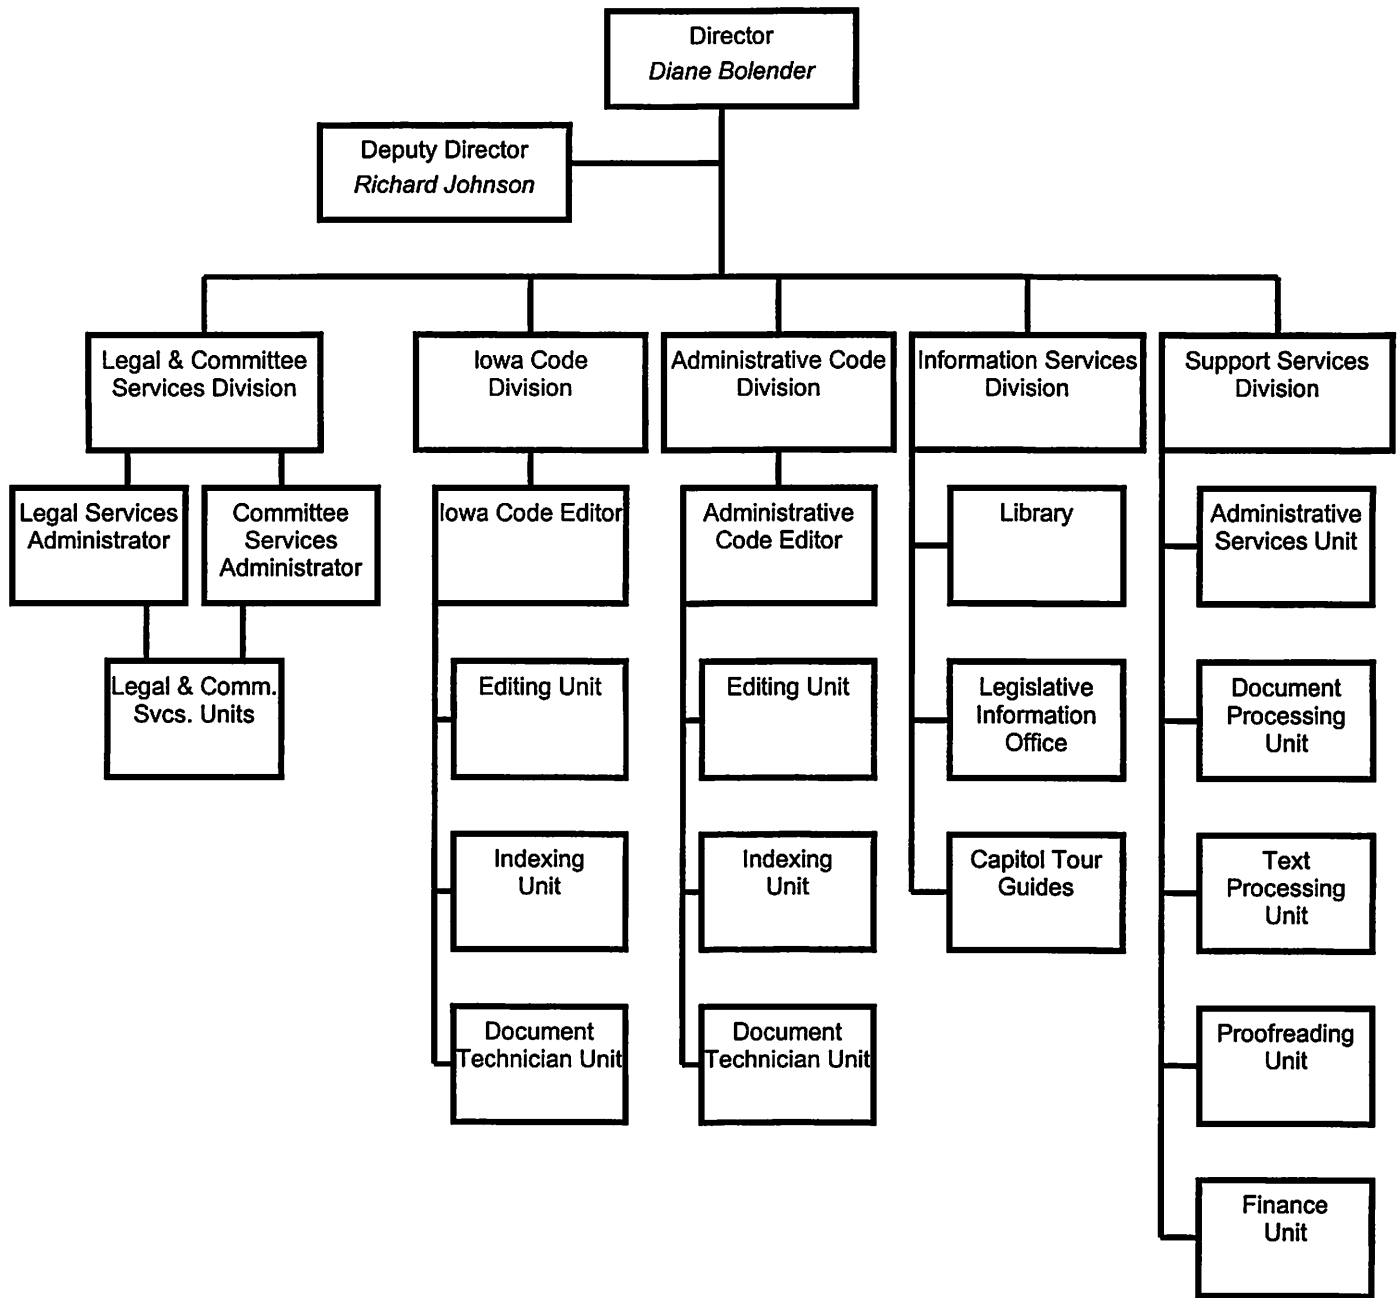 Director
Diane Bolender
Deputy Director
Richard Johnson
Legal & Committee
Services Division
Iowa Code
Division
Administrative Code
Division
Information Services
Division
Support Services
Division
Legal Services
Administrator
Committee
Services
Administrator
Legal & Comm.
Svcs. Units
Iowa Code Editor
Editing Unit
Indexing
Unit
Document
Technician Unit
Administrative
Code Editor
Editing Unit
Indexing
Unit
Document
Technician Unit
Library
Legislative
Information
Office
Capitol Tour
Guides
Administrative
Services Unit
Document
Processing
Unit
Text
Processing
Unit
Proofreading
Unit
Finance
Unit